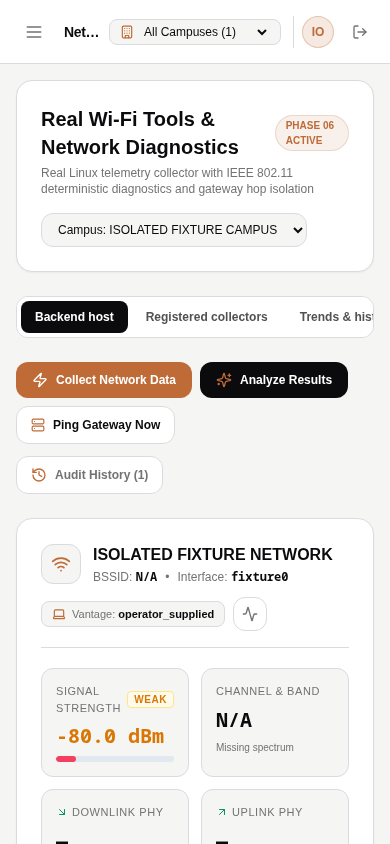 Net... All Campuses (1) IO
Real Wi-Fi Tools &
Network Diagnostics
PHASE 06
ACTIVE
Real Linux telemetry collector with IEEE 802.11
deterministic diagnostics and gateway hop isolation
Campus: ISOLATED FIXTURE CAMPUS
Backend host Registered collectors Trends & hist
Collect Network Data Analyze Results
Ping Gateway Now
Audit History (1)
ISOLATED FIXTURE NETWORK
BSSID: N/A • Interface: fixture0
Vantage: operator_supplied
SIGNAL
STRENGTH
WEAK
-80.0 dBm
CHANNEL & BAND
N/A
Missing spectrum
DOWNLINK PHY UPLINK PHY